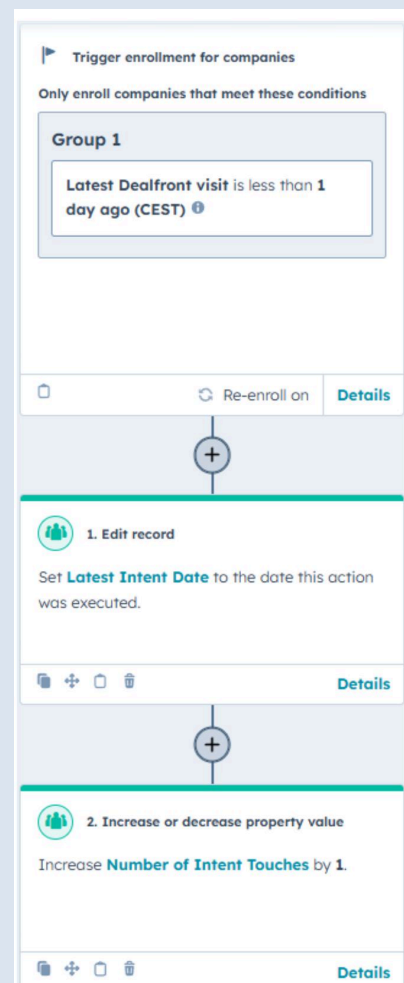 Trigger enrollment for companies
Only enroll companies that meet these conditions
Group 1
Latest Dealfront visit is less than 1
day ago (CEST)
Re-enroll on
Details
1. Edit record
Set Latest Intent Date to the date this action
was executed.
Details
2. Increase or decrease property value
Increase Number of Intent Touches by 1.
Details